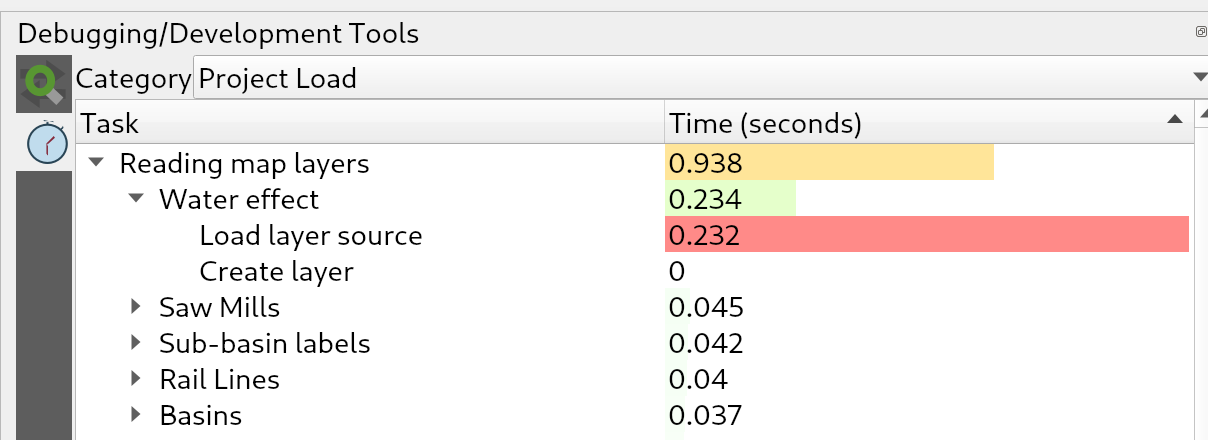 Debugging/Development Tools
Category Project Load
Task Time (seconds)
Reading map layers 0.938
Water effect 0.234
Load layer source 0.232
Create layer 0
Saw Mills 0.045
Sub-basin labels 0.042
Rail Lines 0.04
Basins 0.037